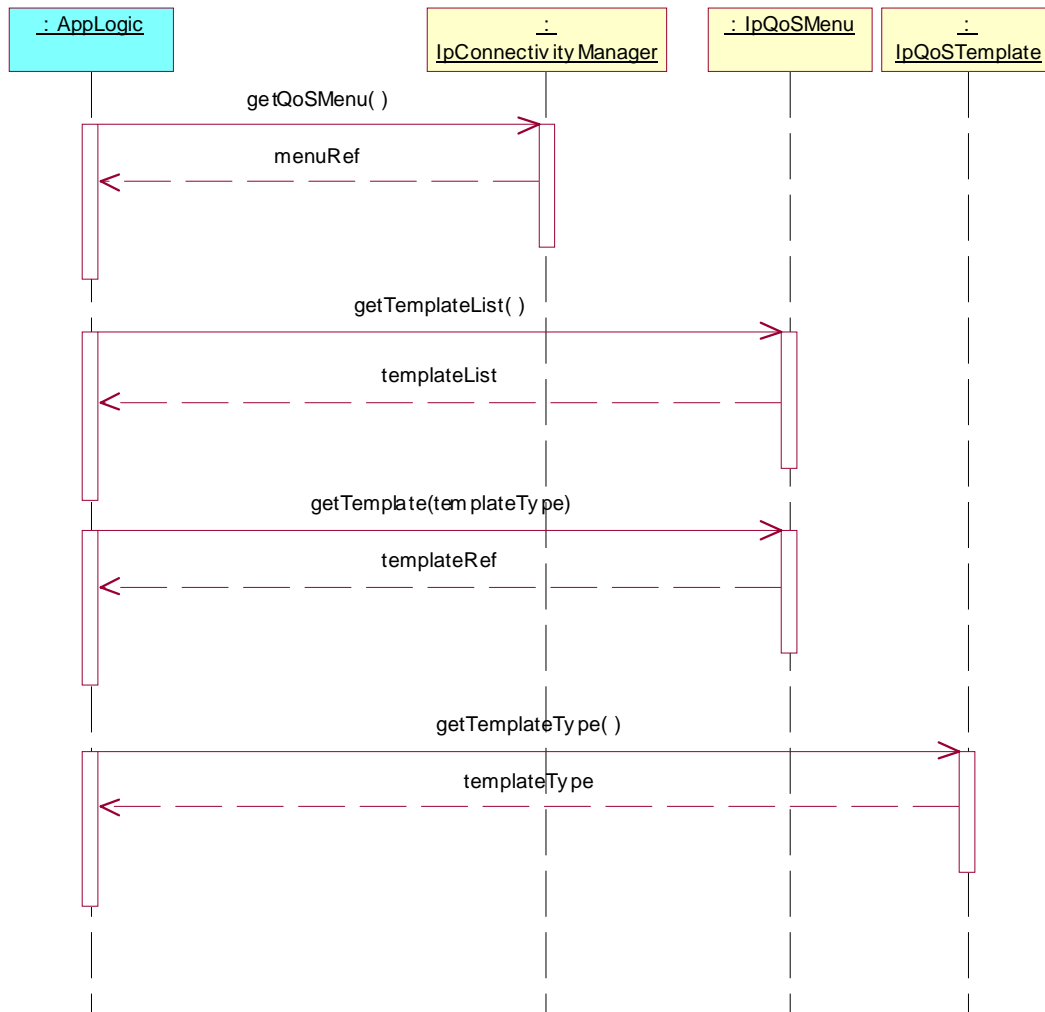 : AppLogic
:
IpConnectivityManager
: IpQoSMenu
:
IpQoSTemplate
getQoSMenu( )
menuRef
getTemplateList( )
templateList
getTemplate(templateType)
templateRef
getTemplateType( )
templateType